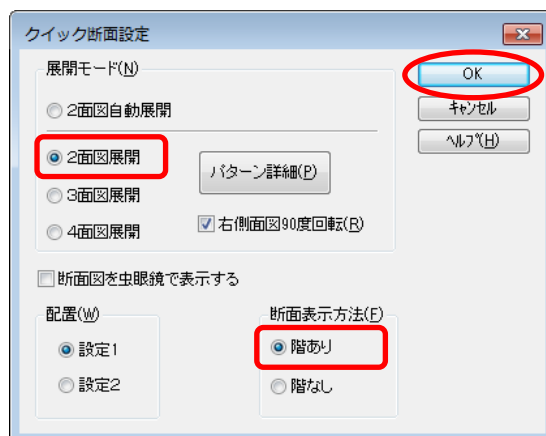 クイック断面設定
展開モード(N)
2面図自動展開
2面図展開
3面図展開
4面図展開
パターン詳細(P)
右側面図90度回転(R)
OK
キャンセル
ヘルプ(H)
断面図を虫眼鏡で表示する
配置(W)
設定1
設定2
断面表示方法(F)
階あり
階なし